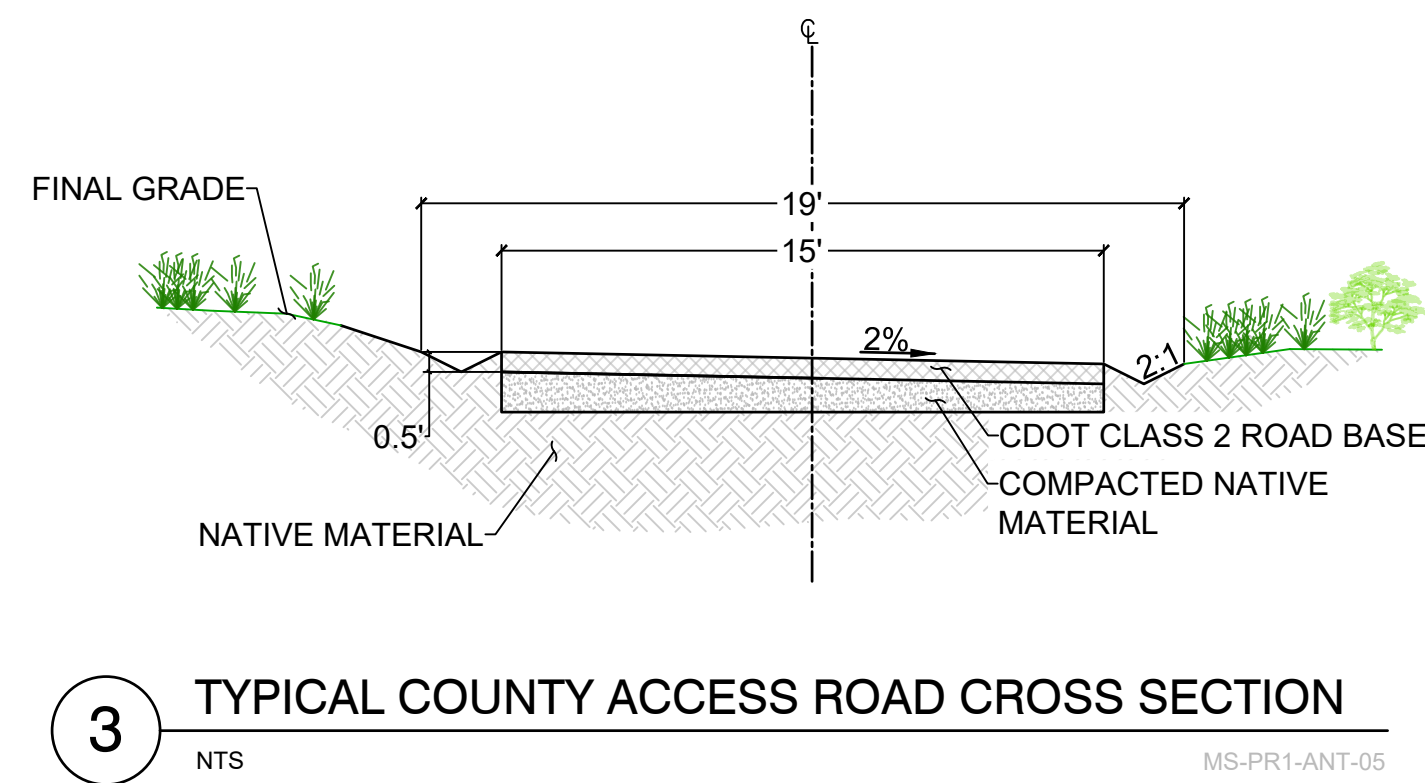 ℄
FINAL GRADE
19'
15'
2%
2:1
0.5'
CDOT CLASS 2 ROAD BASE
COMPACTED NATIVE
MATERIAL
NATIVE MATERIAL
3
TYPICAL COUNTY ACCESS ROAD CROSS SECTION
NTS
MS-PR1-ANT-05